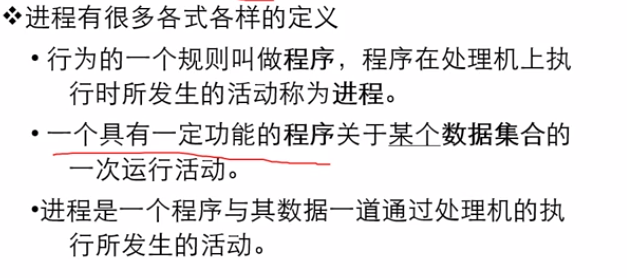 ❖进程有很多各式各样的定义
• 行为的一个规则叫做程序，程序在处理机上执
行时所发生的活动称为进程。
• 一个具有一定功能的程序关于某个数据集合的
一次运行活动。
•进程是一个程序与其数据一道通过处理机的执
行所发生的活动。